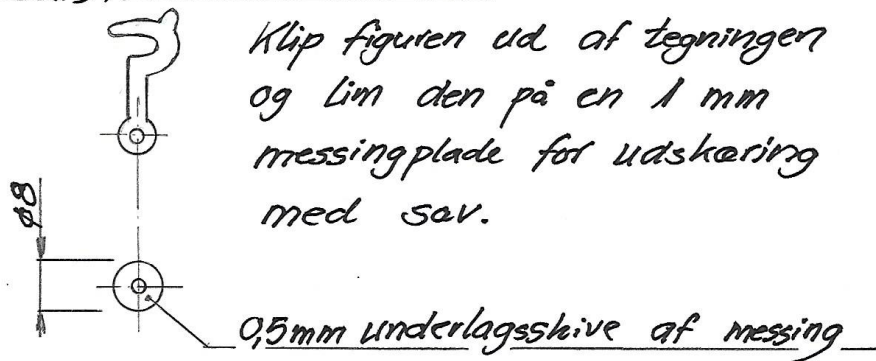 Klip figuren ud af tegningen
og lim den på en 1 mm
messingplade for udskæring
med sav.
ø8
0,5mm underlagsskive af messing